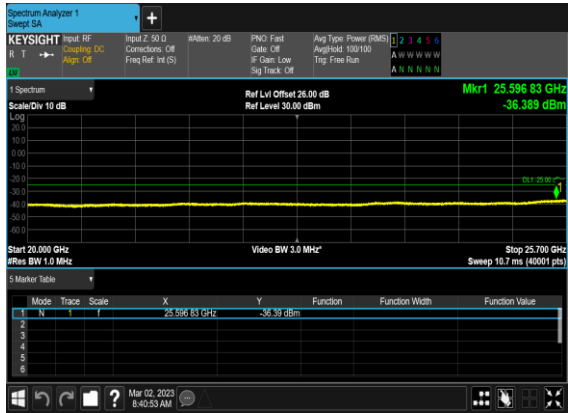 Spectrum Analyzer 1
Swept SA
+
KEYSIGHT Input: RF Input Z: 50 Ω #Atten: 20 dB PNO: Fast Avg Type: Power (RMS) 1 2 3 4 5 6
R T Coupling: DC Corrections: Off Gate: Off Avg|Hold: 100/100 A W W W W W
Align: Off Freq Ref: Int (S) IF Gain: Low Trig: Free Run
Sig Track: Off A N N N N N
1 Spectrum
Scale/Div 10 dB
Ref Lvl Offset 26.00 dB
Ref Level 30.00 dBm
Mkr1 25.596 83 GHz
-36.389 dBm
Log
20.0
10.0
0.00
-10.0
-20.0
DL1 -25.00
1
-30.0
-40.0
-50.0
-60.0
Start 20.000 GHz Video BW 3.0 MHz* Stop 25.700 GHz
#Res BW 1.0 MHz Sweep 10.7 ms (40001 pts)
5 Marker Table
Mode Trace Scale X Y Function Function Width Function Value
1 N 1 f 25.596 83 GHz -36.39 dBm
2
3
4
5
6
?
Mar 02, 2023
8:40:53 AM